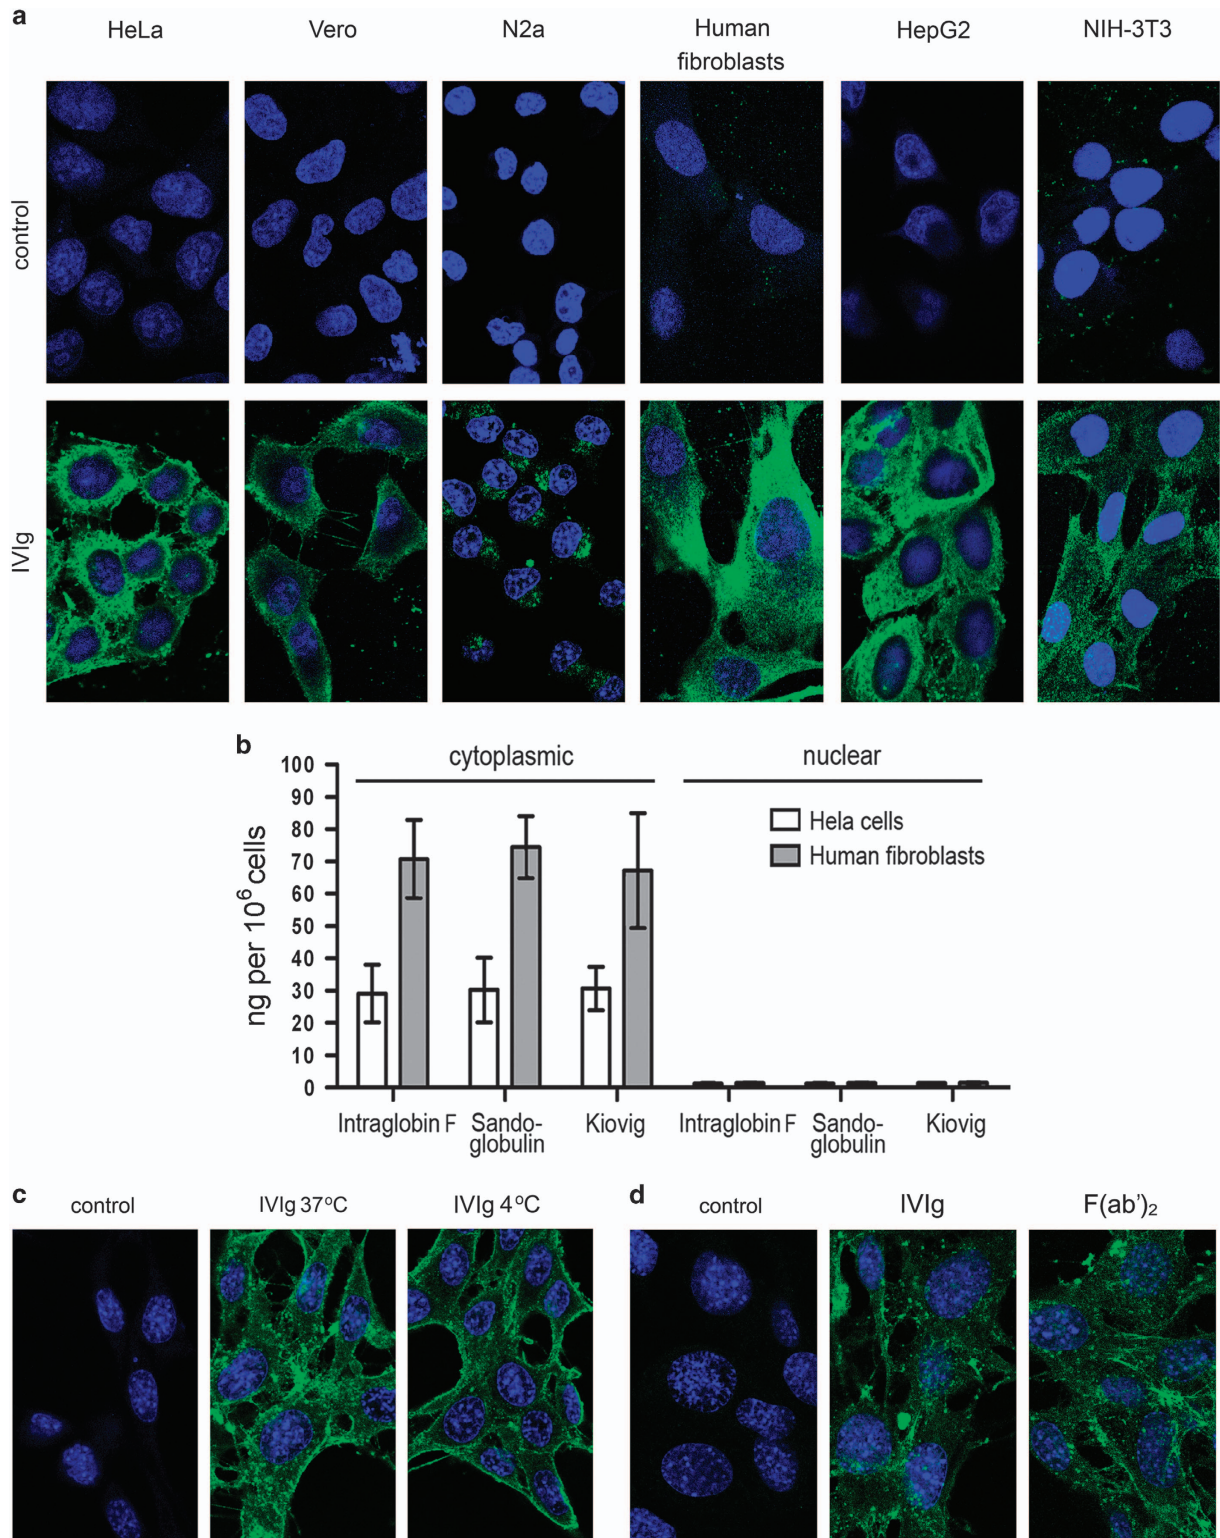 a
HeLa
Vero
N2a
Human
fibroblasts
HepG2
NIH-3T3
control
IVIg
b
cytoplasmic
nuclear
100
90
80
70
60
50
40
30
20
10
0
ng per 10⁶ cells
Hela cells
Human fibroblasts
Intraglobin F
Sando-
globulin
Kiovig
Intraglobin F
Sando-
globulin
Kiovig
c
control
IVIg 37°C
IVIg 4°C
d
control
IVIg
F(ab')₂